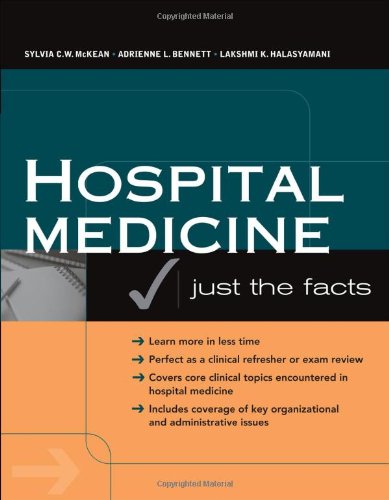 Copyrighted Material
SYLVIA C.W. McKEAN • ADRIENNE L. BENNETT • LAKSHMI K. HALASYAMANI
HOSPITAL
MEDICINE
just the facts
→ Learn more in less time
→ Perfect as a clinical refresher or exam review
→ Covers core clinical topics encountered in
hospital medicine
→ Includes coverage of key organizational
and administrative issues
Copyrighted Material